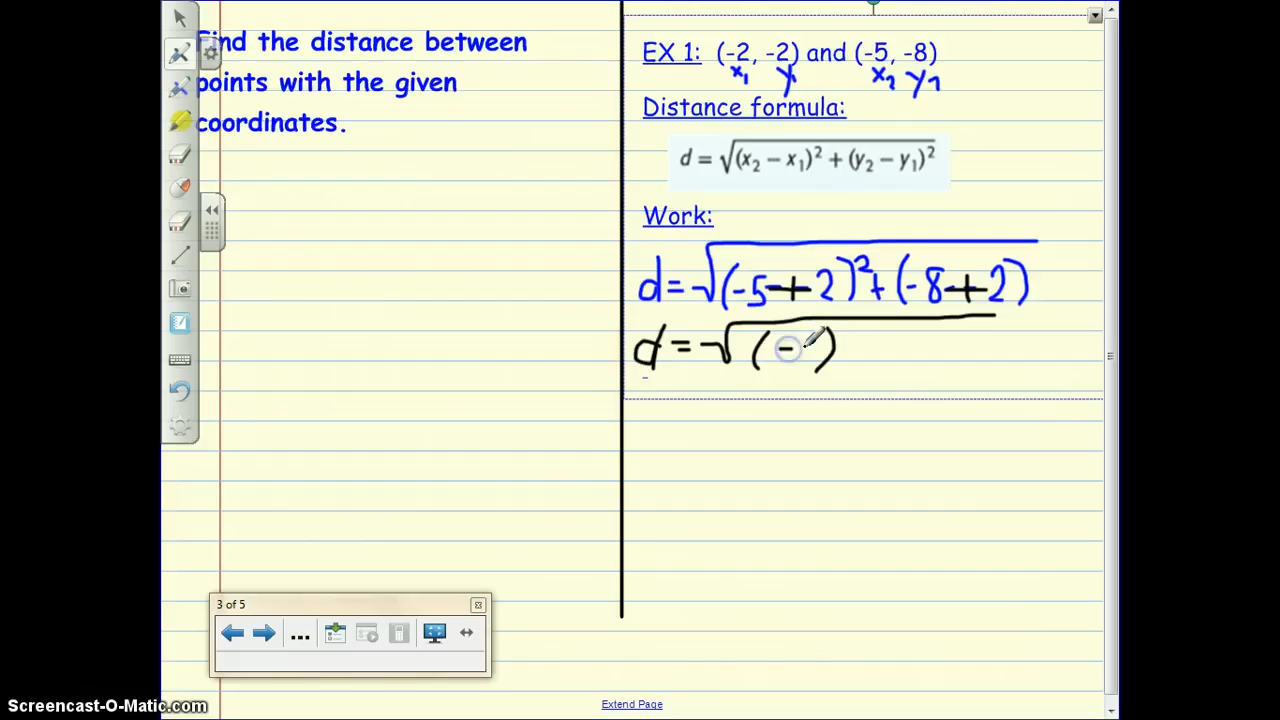 Find the distance between
points with the given
coordinates.
EX 1: (-2, -2) and (-5, -8)
x₁ y₁ x₂ y₂
Distance formula:
d = √(x₂ − x₁)² + (y₂ − y₁)²
Work:
d = √(-5 + 2)² + (-8 + 2)
d = √( - )
3 of 5
Extend Page
Screencast-O-Matic.com